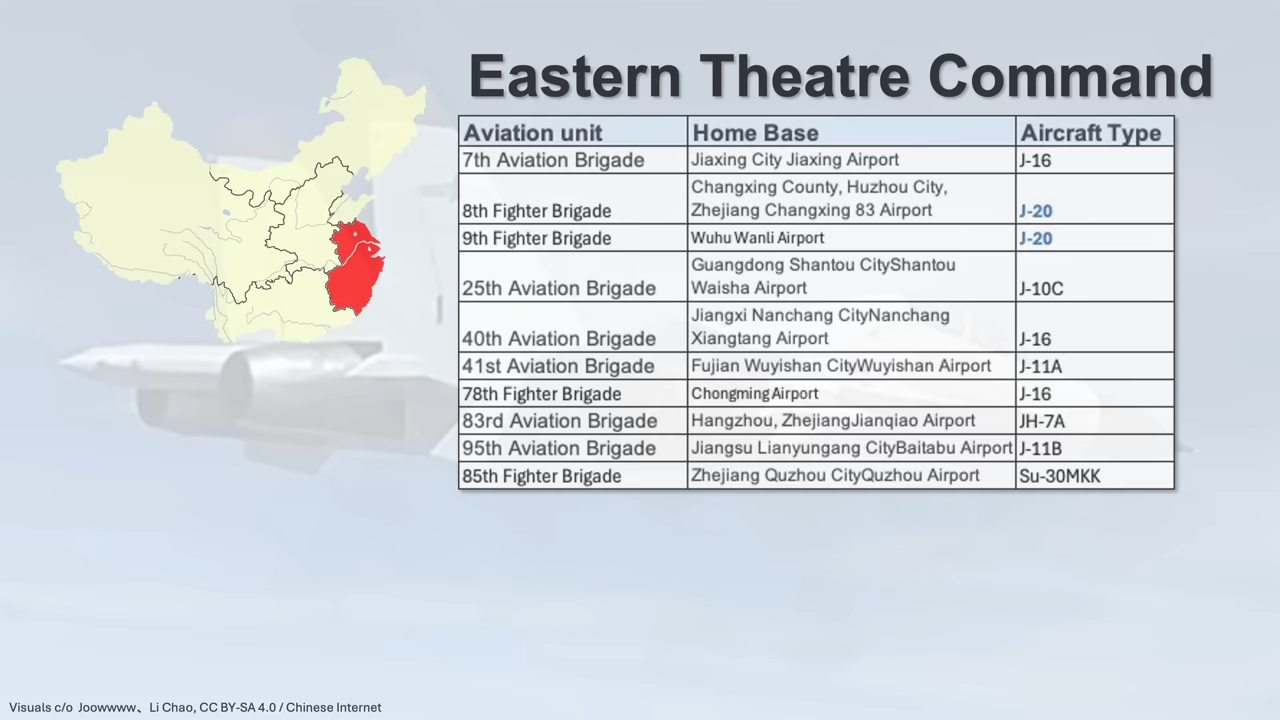 Eastern Theatre Command
Aviation unit Home Base Aircraft Type
7th Aviation Brigade Jiaxing City Jiaxing Airport J-16
Changxing County, Huzhou City,
8th Fighter Brigade Zhejiang Changxing 83 Airport J-20
9th Fighter Brigade Wuhu Wanli Airport J-20
Guangdong Shantou CityShantou
25th Aviation Brigade Waisha Airport J-10C
Jiangxi Nanchang CityNanchang
40th Aviation Brigade Xiangtang Airport J-16
41st Aviation Brigade Fujian Wuyishan CityWuyishan Airport J-11A
78th Fighter Brigade Chongming Airport J-16
83rd Aviation Brigade Hangzhou, ZhejiangJianqiao Airport JH-7A
95th Aviation Brigade Jiangsu Lianyungang CityBaitabu Airport J-11B
85th Fighter Brigade Zhejiang Quzhou CityQuzhou Airport Su-30MKK
Visuals c/o Joowwww、Li Chao, CC BY-SA 4.0 / Chinese Internet